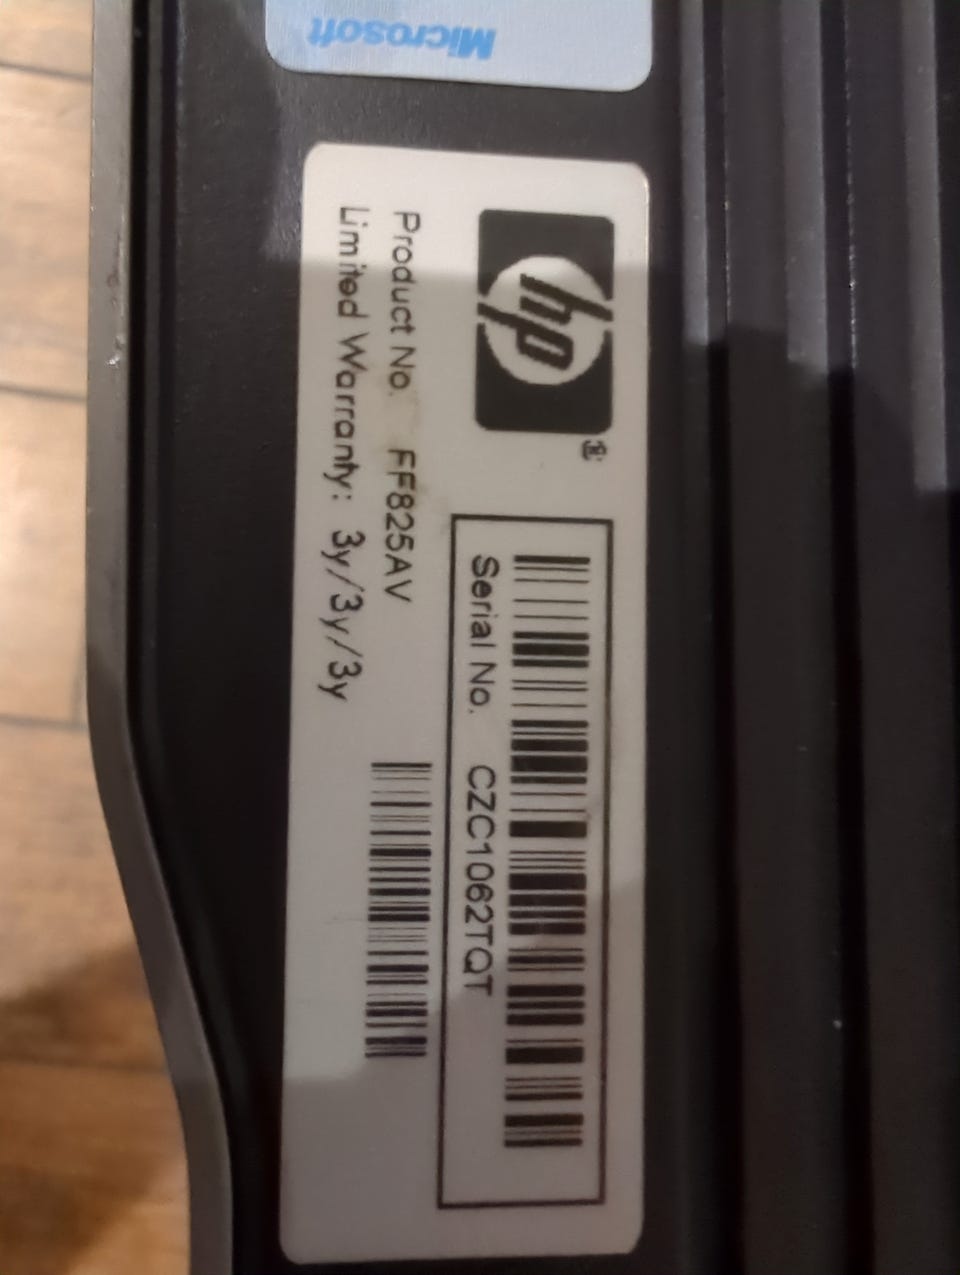 Microsoft
hp®
Serial No. CZC1062TQT
Product No. FF825AV
Limited Warranty: 3y/3y/3y